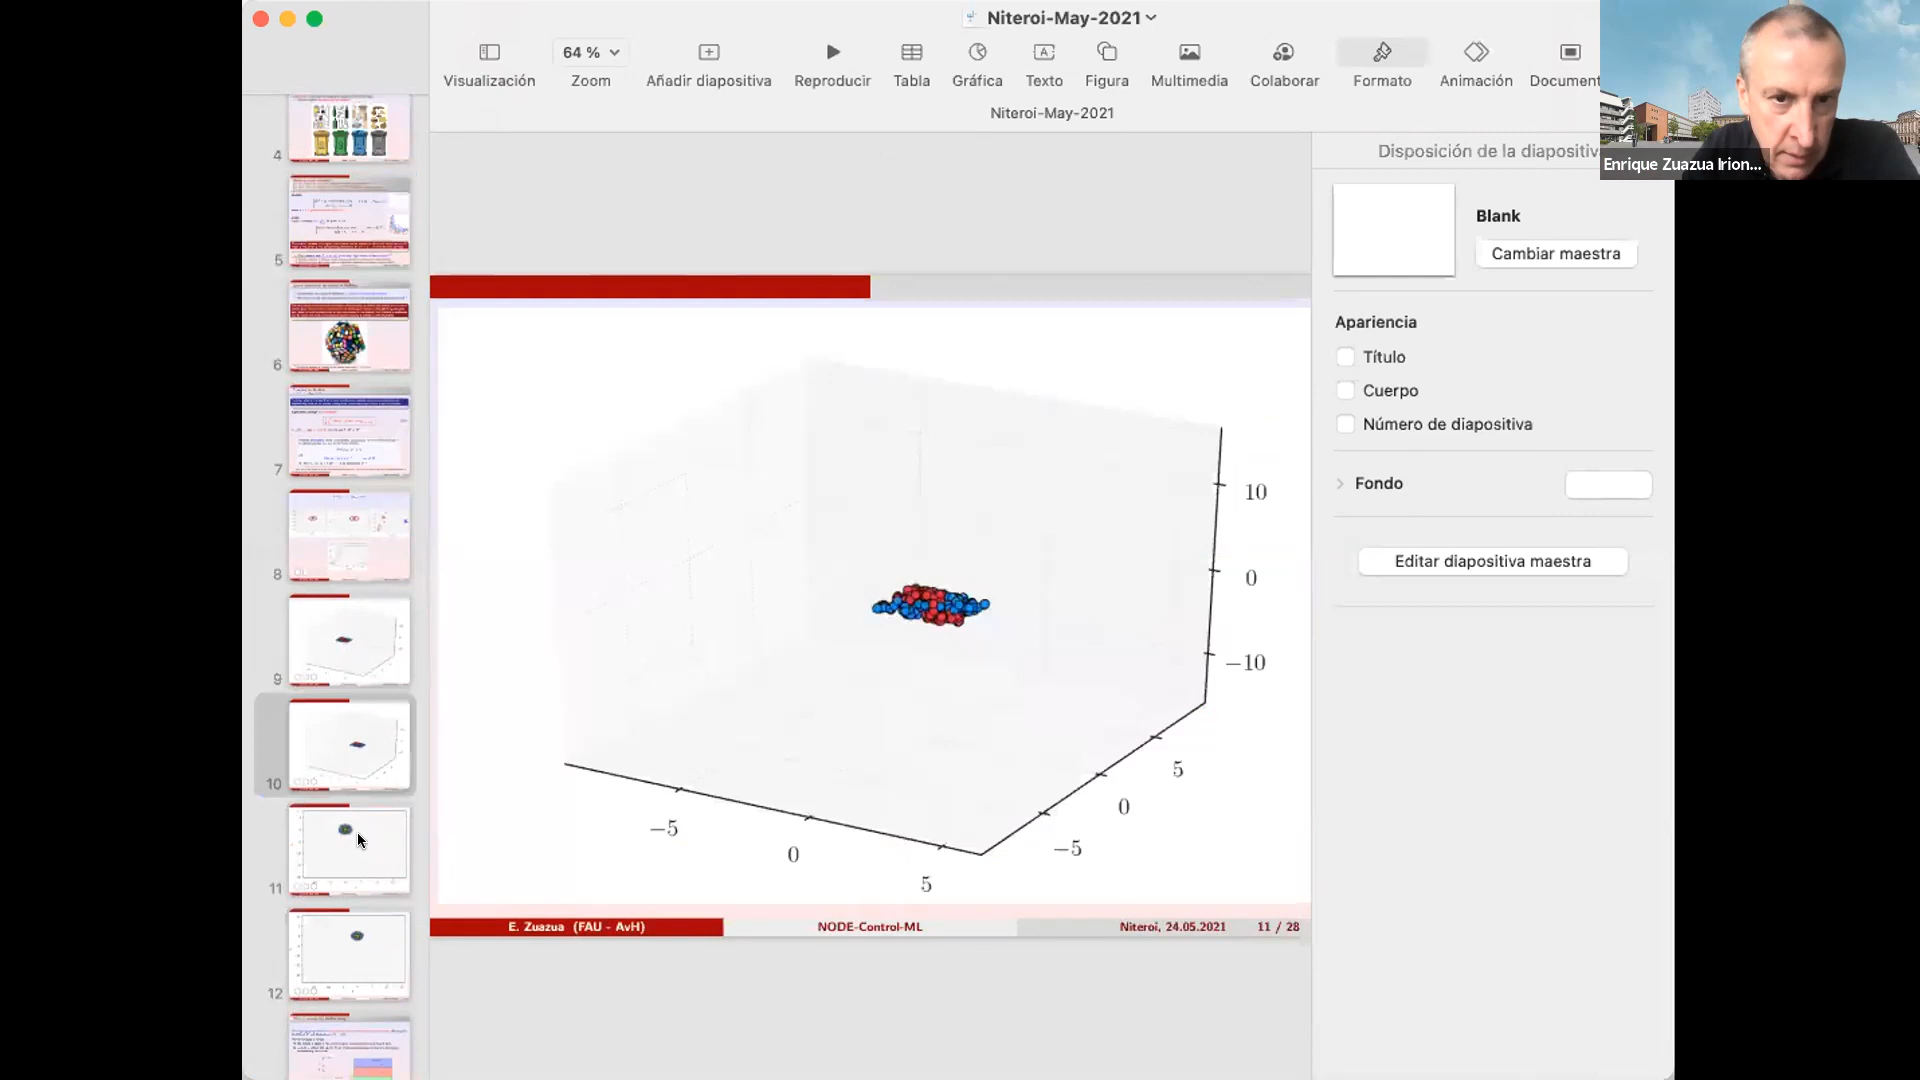 Niteroi-May-2021
64 %
Visualización
Zoom
Añadir diapositiva
Reproducir
Tabla
Gráfica
Texto
Figura
Multimedia
Colaborar
Formato
Animación
Document
Niteroi-May-2021
Enrique Zuazua Irion...
Disposición de la diapositiv
Blank
Cambiar maestra
Apariencia
Título
Cuerpo
Número de diapositiva
Fondo
Editar diapositiva maestra
4
5
6
7
8
9
10
11
12
10
0
−10
5
0
−5
−5
0
5
E. Zuazua (FAU - AvH)
NODE-Control-ML
Niteroi, 24.05.2021
11 / 28